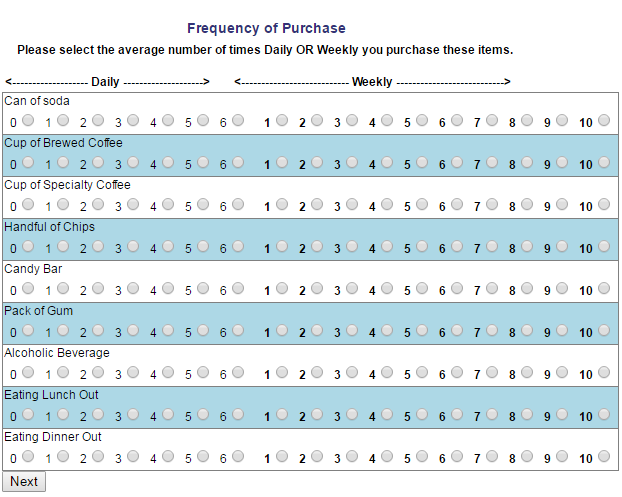 Frequency of Purchase
Please select the average number of times Daily OR Weekly you purchase these items.
<------------------- Daily --------------------> <--------------------------- Weekly --------------------------->
Can of soda
0 1 2 3 4 5 6 1 2 3 4 5 6 7 8 9 10
Cup of Brewed Coffee
0 1 2 3 4 5 6 1 2 3 4 5 6 7 8 9 10
Cup of Specialty Coffee
0 1 2 3 4 5 6 1 2 3 4 5 6 7 8 9 10
Handful of Chips
0 1 2 3 4 5 6 1 2 3 4 5 6 7 8 9 10
Candy Bar
0 1 2 3 4 5 6 1 2 3 4 5 6 7 8 9 10
Pack of Gum
0 1 2 3 4 5 6 1 2 3 4 5 6 7 8 9 10
Alcoholic Beverage
0 1 2 3 4 5 6 1 2 3 4 5 6 7 8 9 10
Eating Lunch Out
0 1 2 3 4 5 6 1 2 3 4 5 6 7 8 9 10
Eating Dinner Out
0 1 2 3 4 5 6 1 2 3 4 5 6 7 8 9 10
Next